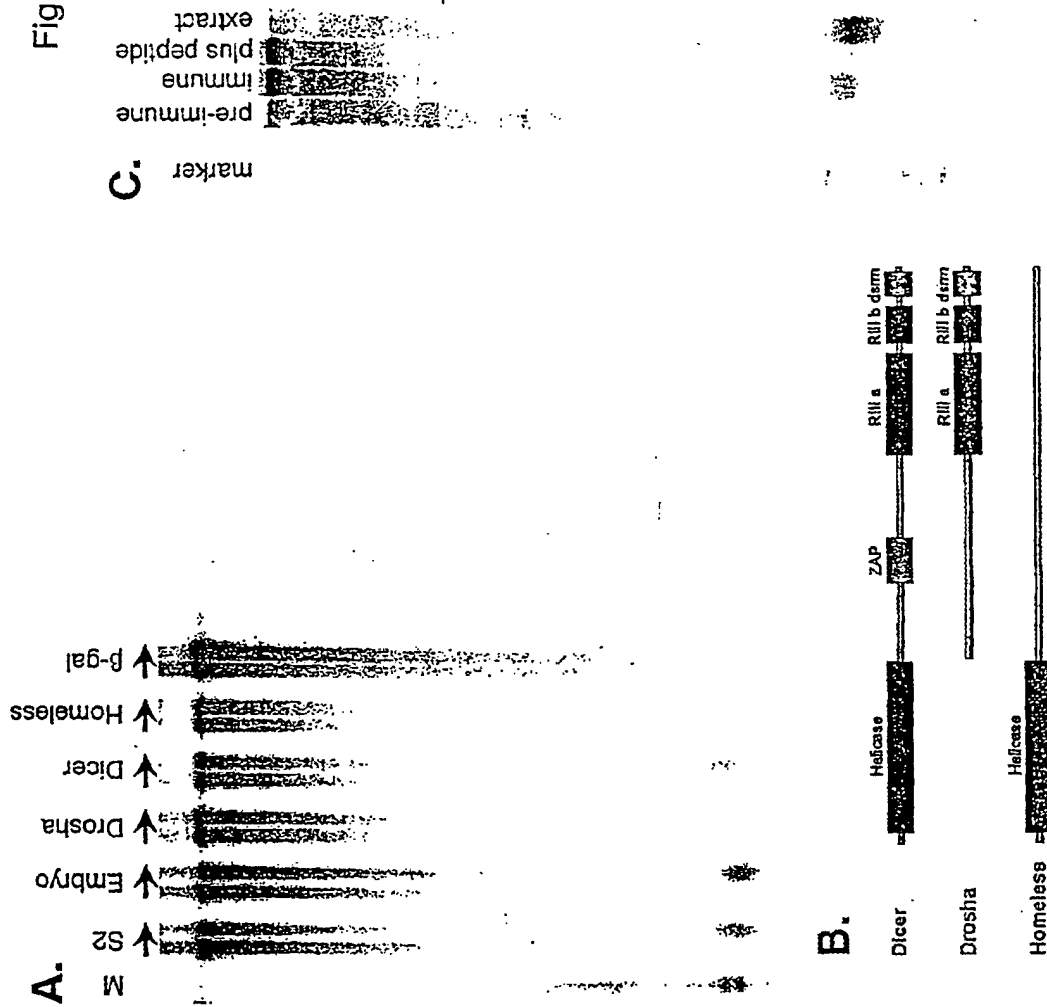 Fig
A.
M
S2
Embryo
Drosha
Dicer
Homeless
β-gal
B.
Helicase
ZAP
RIII a
RIII b
dsrm
Dicer
RIII a
RIII b
dsrm
Drosha
Helicase
Homeless
C.
marker
pre-immune
immune
plus peptide
extract